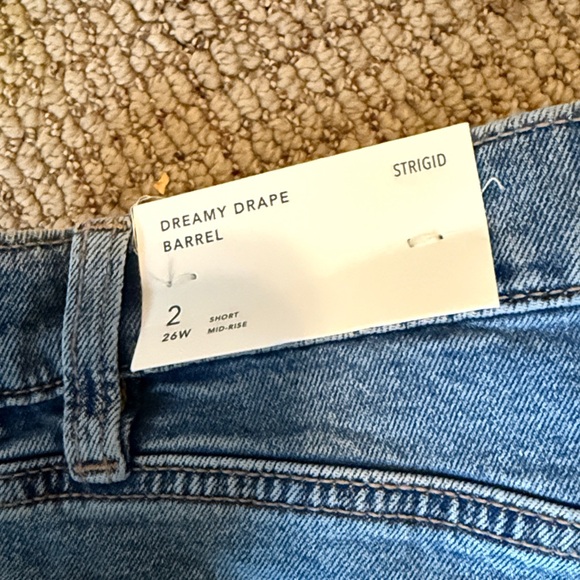 STRIGID
DREAMY DRAPE
BARREL
2
26W
SHORT
MID-RISE